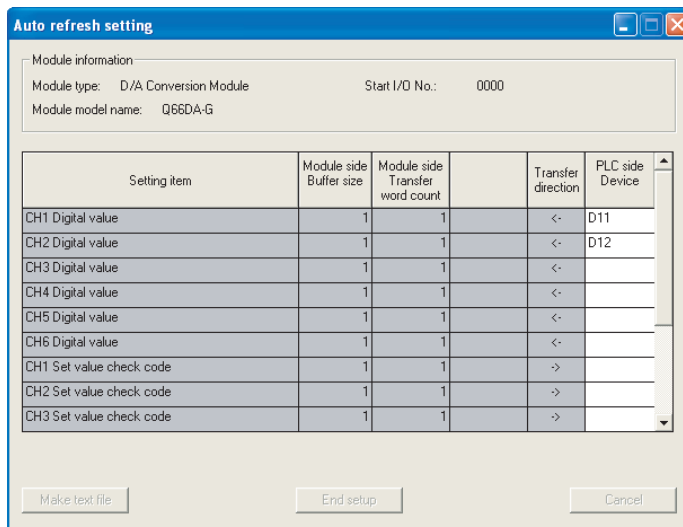 Auto refresh setting
Module information
Module type: D/A Conversion Module Start I/O No.: 0000
Module model name: Q66DA-G
Setting item Module side Buffer size Module side Transfer word count Transfer direction PLC side Device
CH1 Digital value 1 1 <- D11
CH2 Digital value 1 1 <- D12
CH3 Digital value 1 1 <-
CH4 Digital value 1 1 <-
CH5 Digital value 1 1 <-
CH6 Digital value 1 1 <-
CH1 Set value check code 1 1 ->
CH2 Set value check code 1 1 ->
CH3 Set value check code 1 1 ->
Make text file End setup Cancel